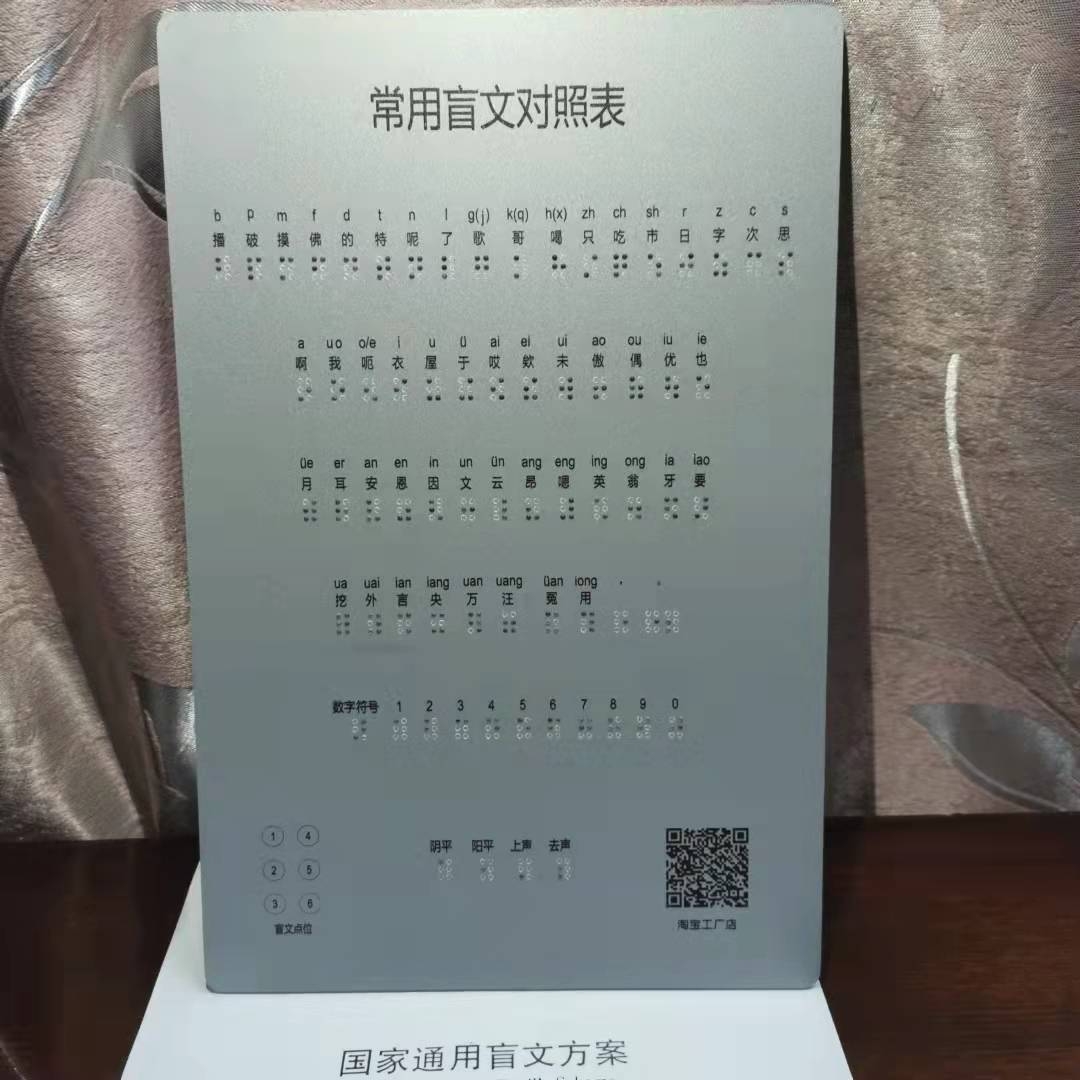 常用盲文对照表
b p m f d t n l g(j) k(q) h(x) zh ch sh r z c s
播 破 摸 佛 的 特 呢 了 歌 哥 喝 只 吃 市 日 字 次 思
a uo o/e i u ü ai ei ui ao ou iu ie
啊 我 呃 衣 屋 于 哎 欸 未 傲 偶 优 也
üe er an en in un ün ang eng ing ong ia iao
月 耳 安 恩 因 文 云 昂 嗯 英 翁 牙 要
ua uai ian iang uan uang üan iong , 。
挖 外 言 央 万 汪 冤 用
数字符号 1 2 3 4 5 6 7 8 9 0
1 4
2 5
3 6
盲文点位
阴平 阳平 上声 去声
淘宝工厂店
国家通用盲文方案